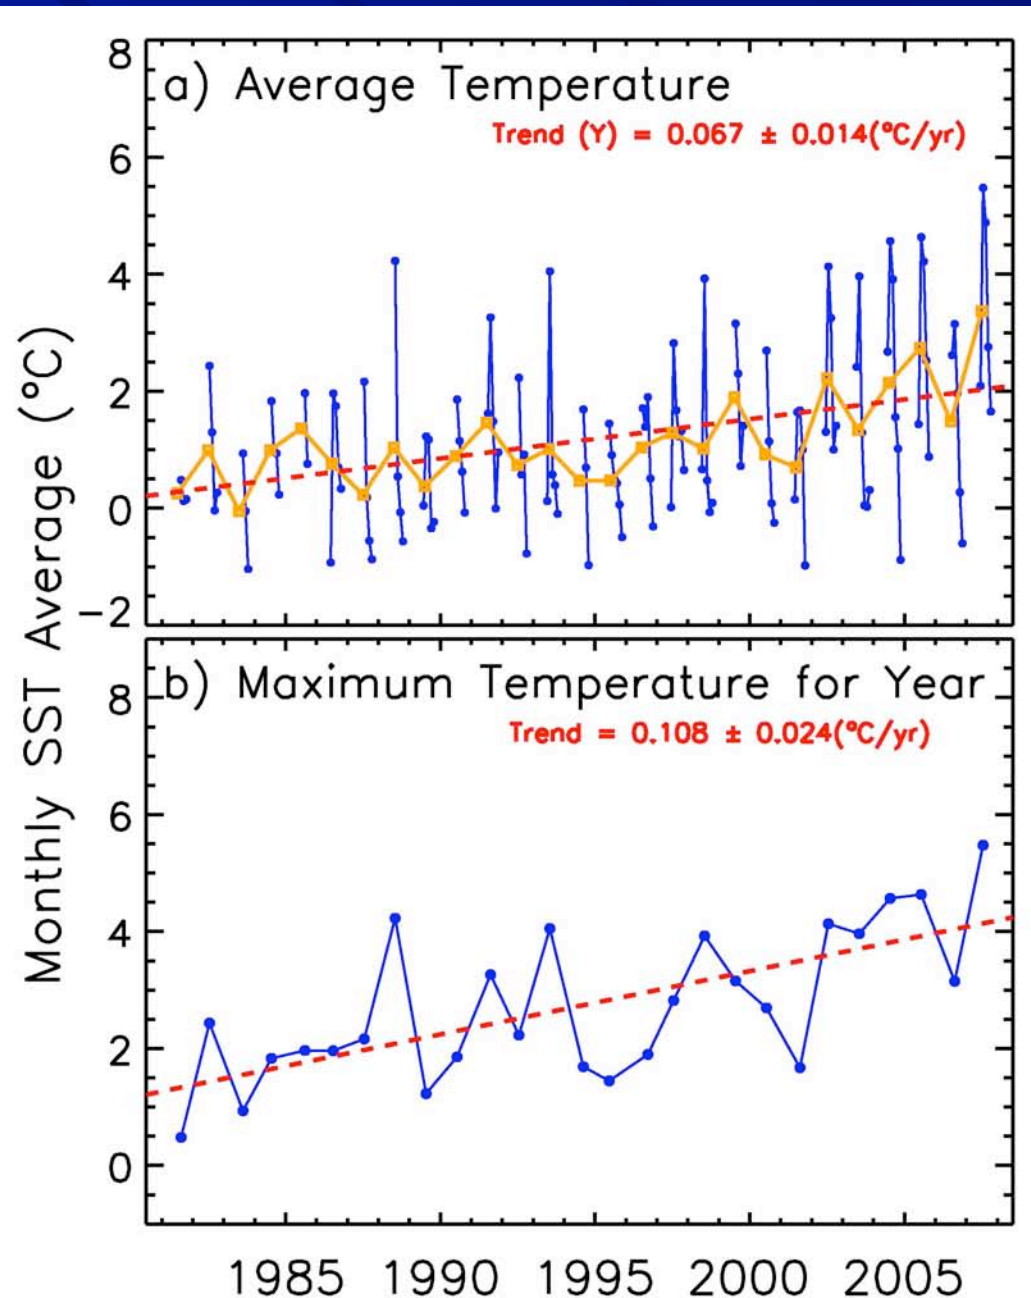 8
a) Average Temperature
Trend (Y) = 0.067 ± 0.014(°C/yr)
6
4
2
0
-2
Monthly SST Average (°C)
b) Maximum Temperature for Year
8
Trend = 0.108 ± 0.024(°C/yr)
6
4
2
0
1985 1990 1995 2000 2005